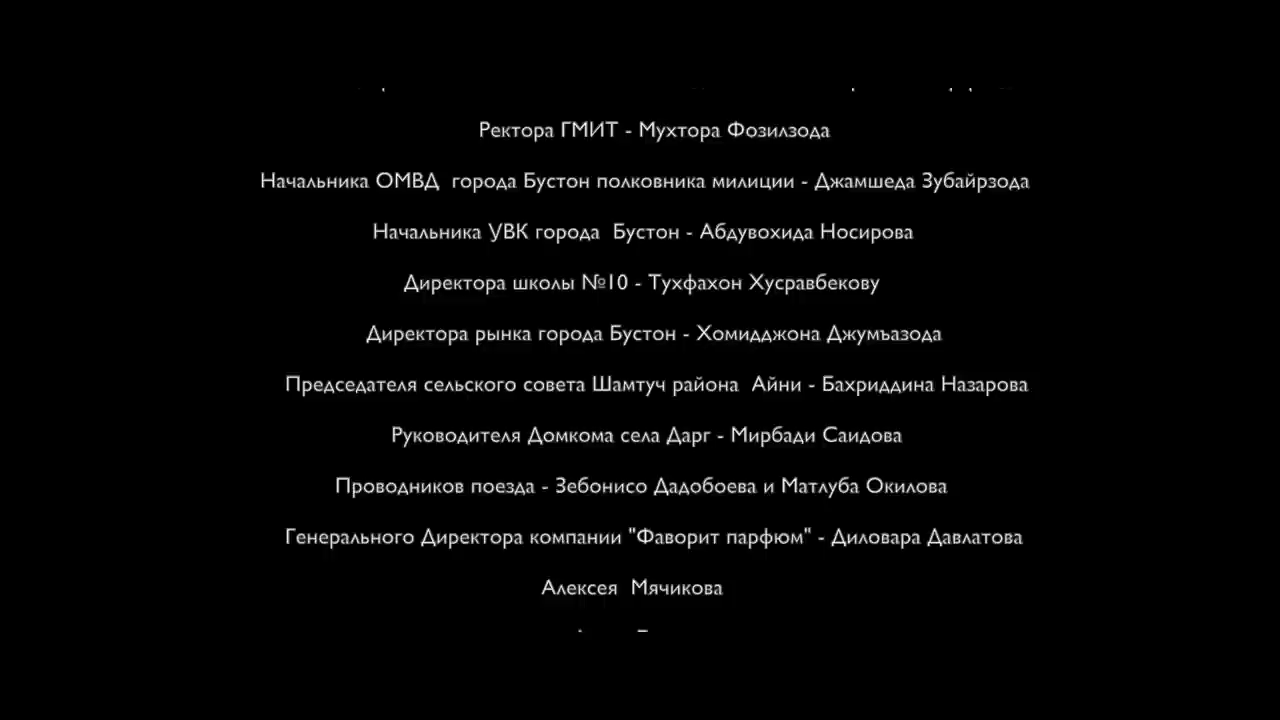 Ректора ГМИТ - Мухтора Фозилзода
Начальника ОМВД  города Бустон полковника милиции - Джамшеда Зубайрзода
Начальника УВК города  Бустон - Абдувохида Носирова
Директора школы №10 - Тухфахон Хусравбекову
Директора рынка города Бустон - Хомидджона Джумъазода
Председателя сельского совета Шамтуч района  Айни - Бахриддина Назарова
Руководителя Домкома села Дарг - Мирбади Саидова
Проводников поезда - Зебонисо Дадобоева и Матлуба Окилова
Генерального Директора компании "Фаворит парфюм" - Диловара Давлатова
Алексея  Мячикова